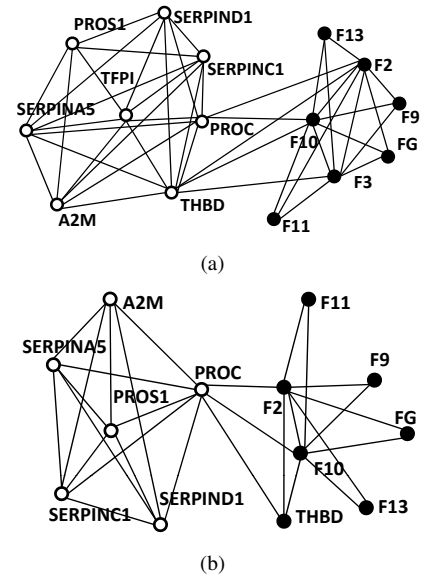 SERPIND1
PROS1
F13
F2
SERPINC1
TFPI
F9
SERPINA5
PROC
F10
FG
F3
THBD
A2M
F11
(a)
A2M
F11
SERPINA5
PROC
F9
PROS1
F2
FG
F10
SERPIND1
F13
SERPINC1
THBD
(b)